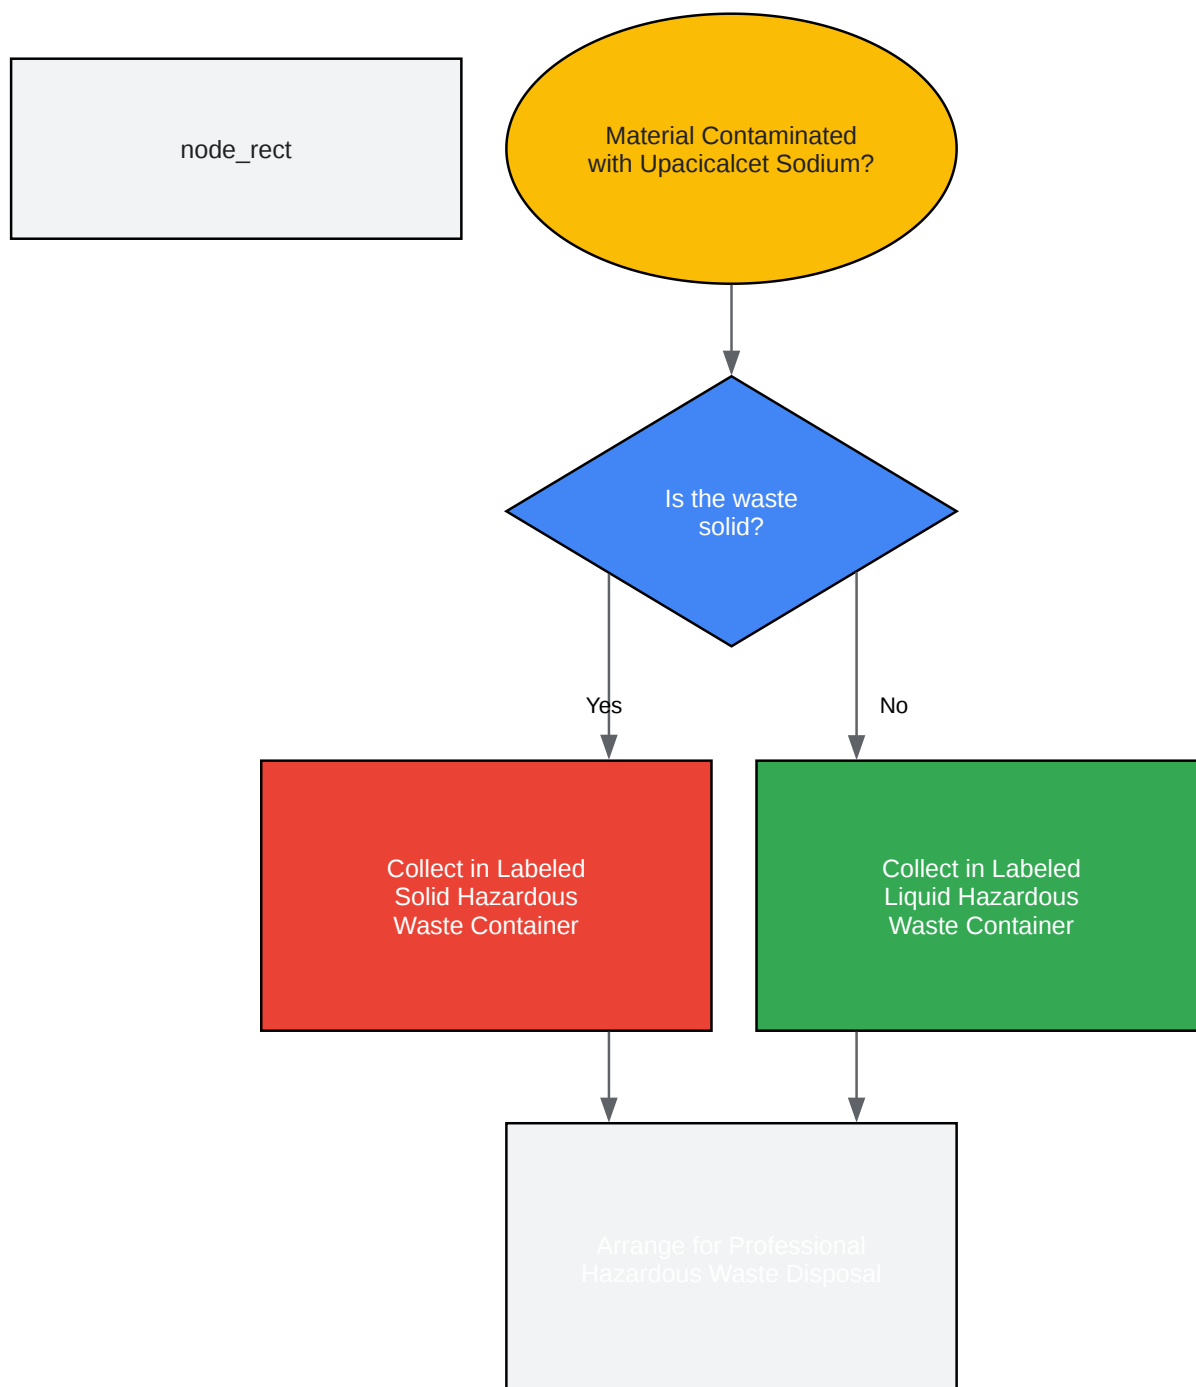 node_rect
Material Contaminated
with Upacicalcet Sodium?
Is the waste
solid?
Yes
No
Collect in Labeled
Solid Hazardous
Waste Container
Collect in Labeled
Liquid Hazardous
Waste Container
Arrange for Professional
Hazardous Waste Disposal